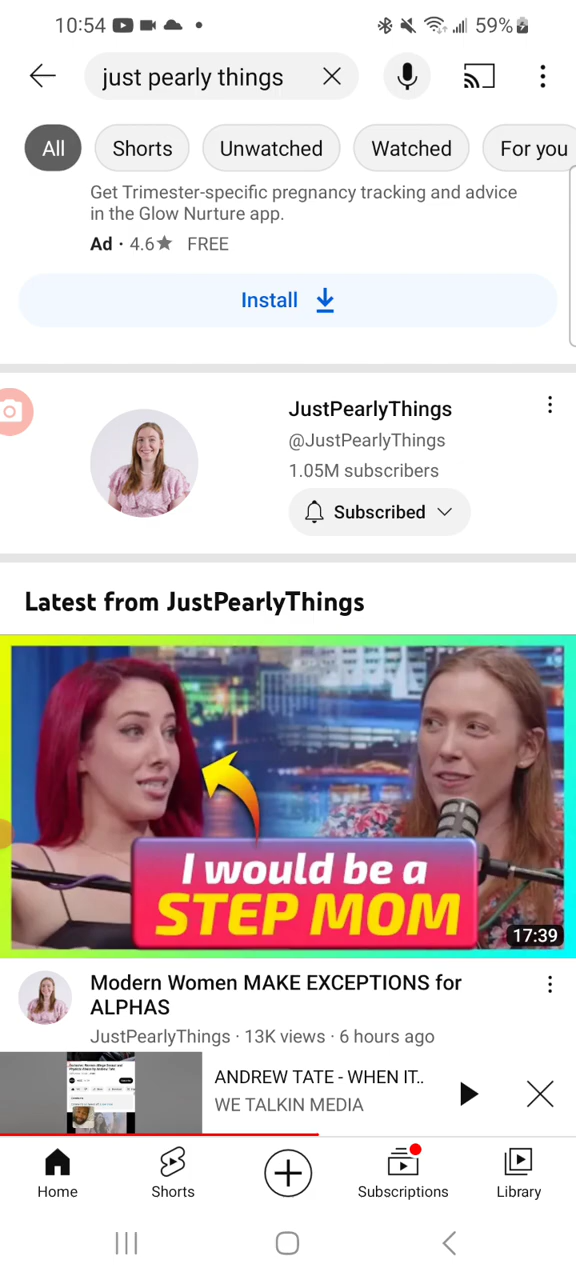 10:54
59%
just pearly things
All
Shorts
Unwatched
Watched
For you
Get Trimester-specific pregnancy tracking and advice
in the Glow Nurture app.
Ad · 4.6★ FREE
Install
JustPearlyThings
@JustPearlyThings
1.05M subscribers
Subscribed
Latest from JustPearlyThings
I would be a
STEP MOM
17:39
Modern Women MAKE EXCEPTIONS for
ALPHAS
JustPearlyThings · 13K views · 6 hours ago
ANDREW TATE - WHEN IT..
WE TALKIN MEDIA
Home
Shorts
Subscriptions
Library